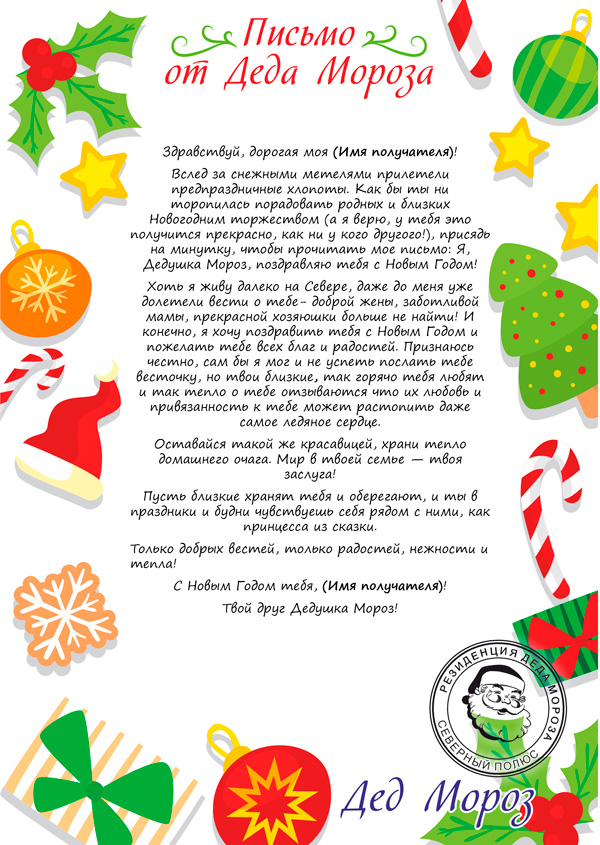 Письмо
от Деда Мороза
Здравствуй, дорогая моя (Имя получателя)!
Вслед за снежными метелями прилетели
предпраздничные хлопоты. Как бы ты ни
торопилась порадовать родных и близких
Новогодним торжеством (а я верю, у тебя это
получится прекрасно, как ни у кого другого!), присядь
на минутку, чтобы прочитать мое письмо: Я,
Дедушка Мороз, поздравляю тебя с Новым Годом!
Хоть я живу далеко на Севере, даже до меня уже
долетели вести о тебе- доброй жены, заботливой
мамы, прекрасной хозяюшки больше не найти! И
конечно, я хочу поздравить тебя с Новым Годом и
пожелать тебе всех благ и радостей. Признаюсь
честно, сам бы я мог и не успеть послать тебе
весточку, но твои близкие, так горячо тебя любят
и так тепло о тебе отзываются что их любовь и
привязанность к тебе может растопить даже
самое ледяное сердце.
Оставайся такой же красавицей, храни тепло
домашнего очага. Мир в твоей семье — твоя
заслуга!
Пусть близкие хранят тебя и оберегают, и ты в
праздники и будни чувствуешь себя рядом с ними, как
принцесса из сказки.
Только добрых вестей, только радостей, нежности и
тепла!
С Новым Годом тебя, (Имя получателя)!
Твой друг Дедушка Мороз!
РЕЗИДЕНЦИЯ ДЕДА МОРОЗА
СЕВЕРНЫЙ ПОЛЮС
Дед Мороз